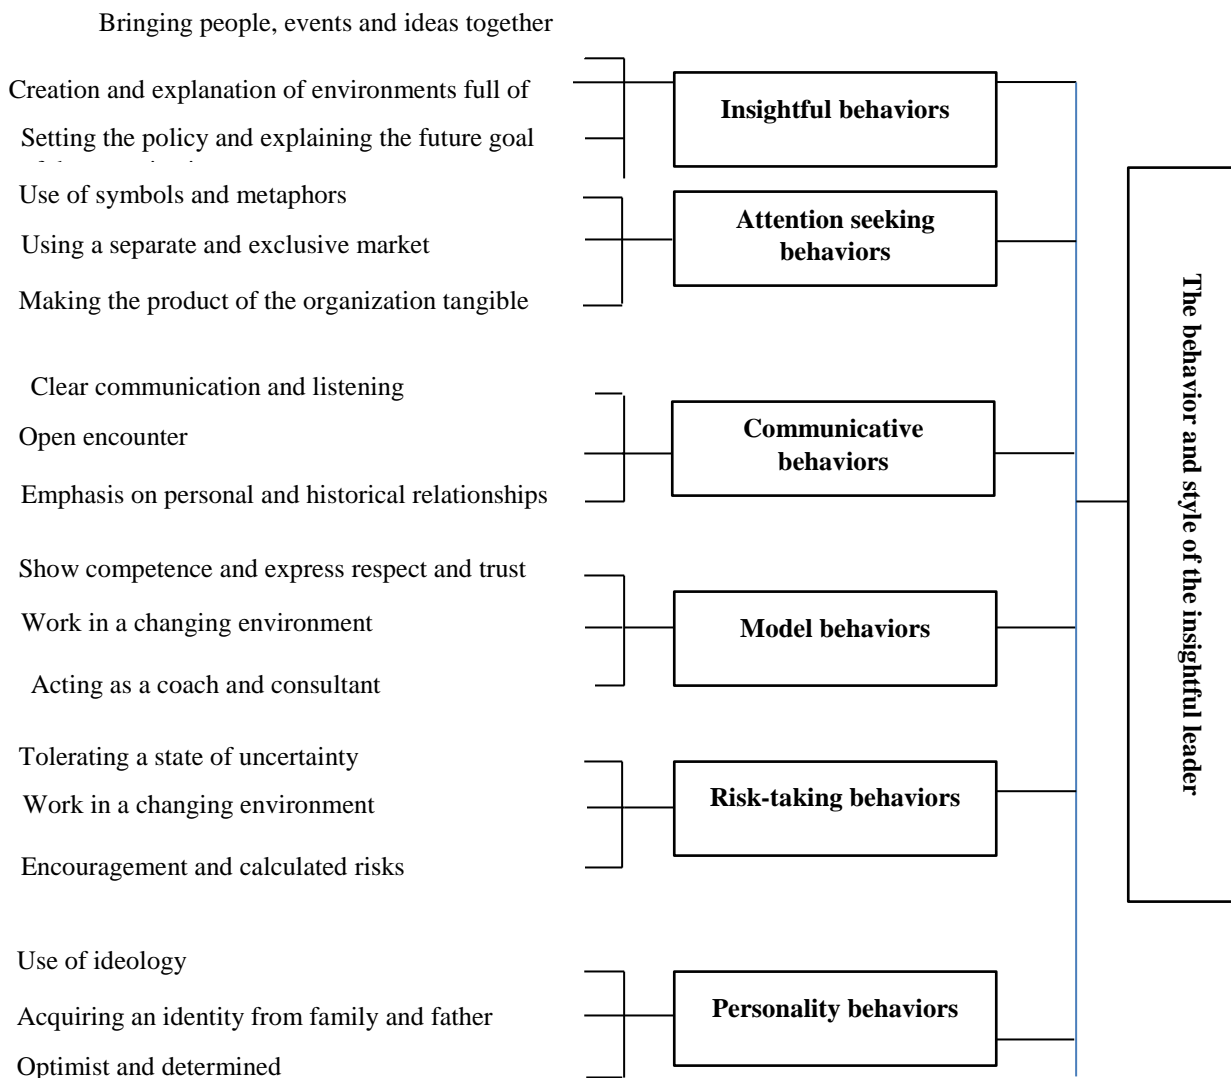 Bringing people, events and ideas together
Creation and explanation of environments full of
Setting the policy and explaining the future goal
Insightful behaviors
Use of symbols and metaphors
Using a separate and exclusive market
Making the product of the organization tangible
Attention seeking
behaviors
Clear communication and listening
Open encounter
Emphasis on personal and historical relationships
Communicative
behaviors
Show competence and express respect and trust
Work in a changing environment
Acting as a coach and consultant
Model behaviors
Tolerating a state of uncertainty
Work in a changing environment
Encouragement and calculated risks
Risk-taking behaviors
Use of ideology
Acquiring an identity from family and father
Optimist and determined
Personality behaviors
The behavior and style of the insightful leader